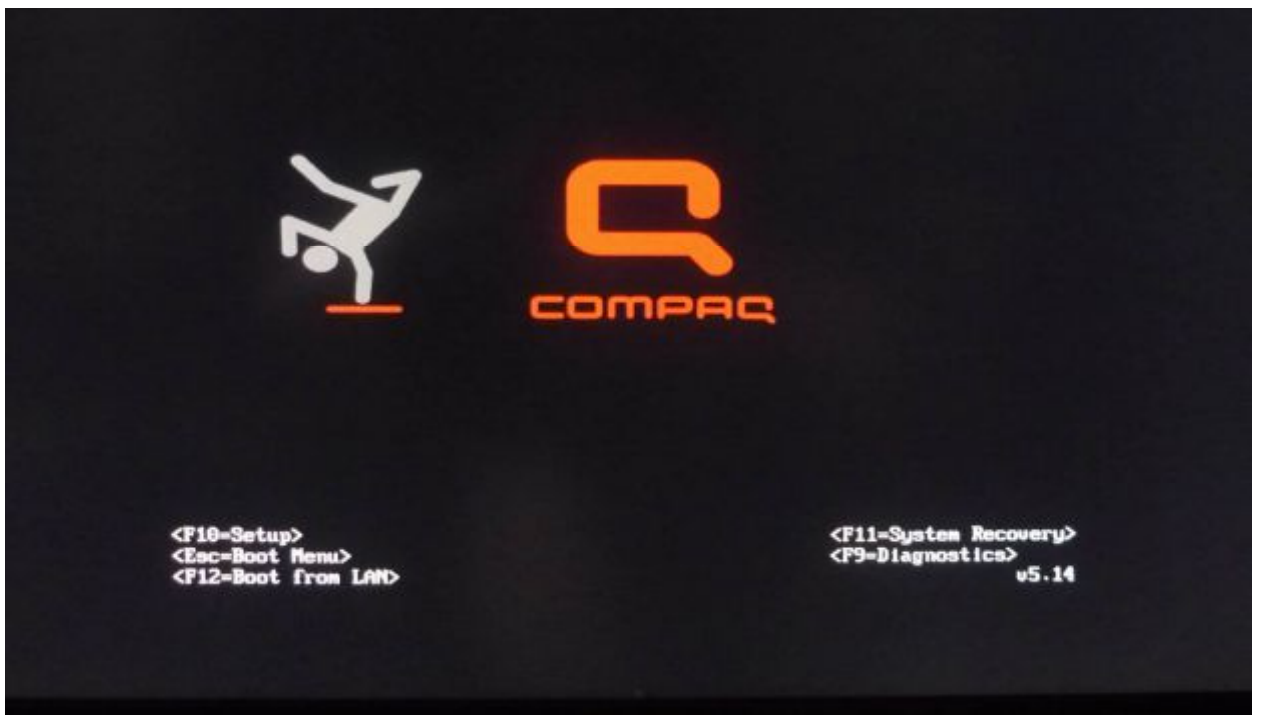 COMPAQ
<F10=Setup>
<Esc=Boot Menu>
<F12=Boot from LAN>
<F11=System Recovery>
<F9=Diagnostics>
v5.14